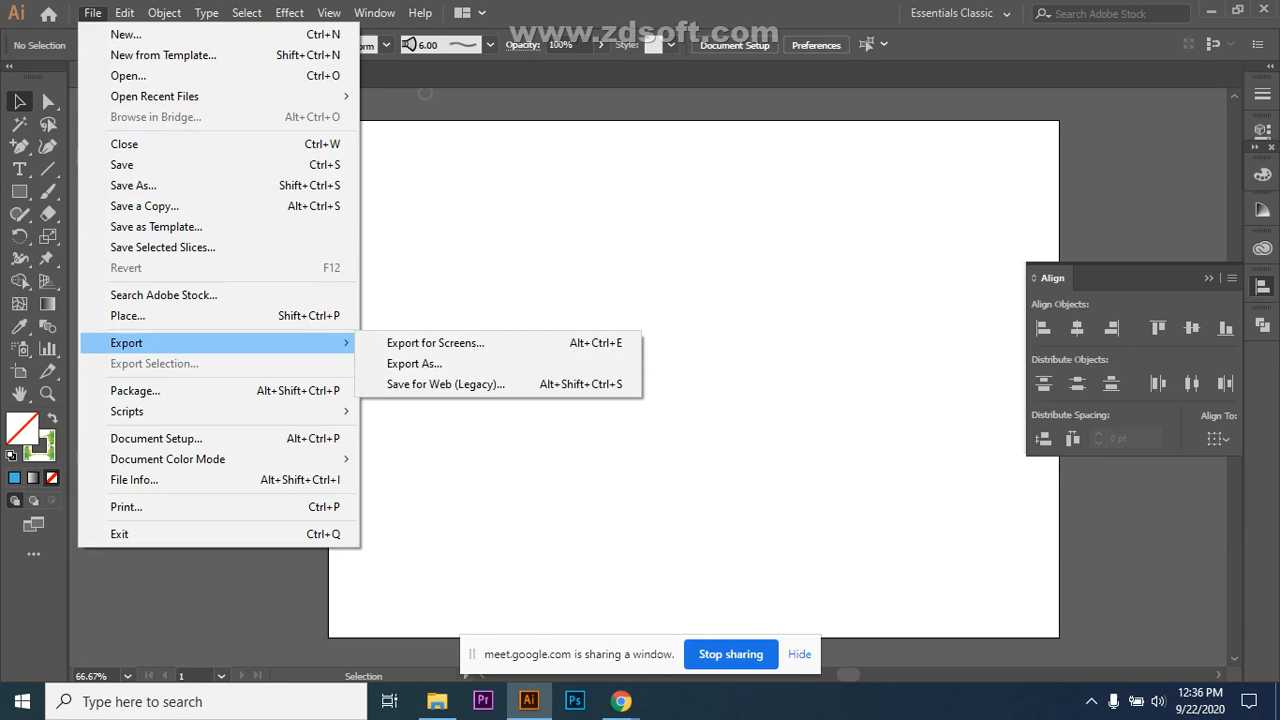 Ai File Edit Object Type Select Effect View Window Help Essentials Classic Search Adobe Stock
www.zdsoft.com
No Selection 6.00 Opacity: 100% Style: Document Setup Preferences
New... Ctrl+N
New from Template... Shift+Ctrl+N
Open... Ctrl+O
Open Recent Files
Browse in Bridge... Alt+Ctrl+O
Close Ctrl+W
Save Ctrl+S
Save As... Shift+Ctrl+S
Save a Copy... Alt+Ctrl+S
Save as Template...
Save Selected Slices...
Revert F12
Search Adobe Stock...
Place... Shift+Ctrl+P
Export
Export Selection...
Package... Alt+Shift+Ctrl+P
Scripts
Document Setup... Alt+Ctrl+P
Document Color Mode
File Info... Alt+Shift+Ctrl+I
Print... Ctrl+P
Exit Ctrl+Q
Export for Screens... Alt+Ctrl+E
Export As...
Save for Web (Legacy)... Alt+Shift+Ctrl+S
Align
Align Objects:
Distribute Objects:
Distribute Spacing: Align To:
0 pt
meet.google.com is sharing a window. Stop sharing Hide
66.67% 1 Selection
Type here to search Pr Ai Ps
12:36 PM
9/22/2020